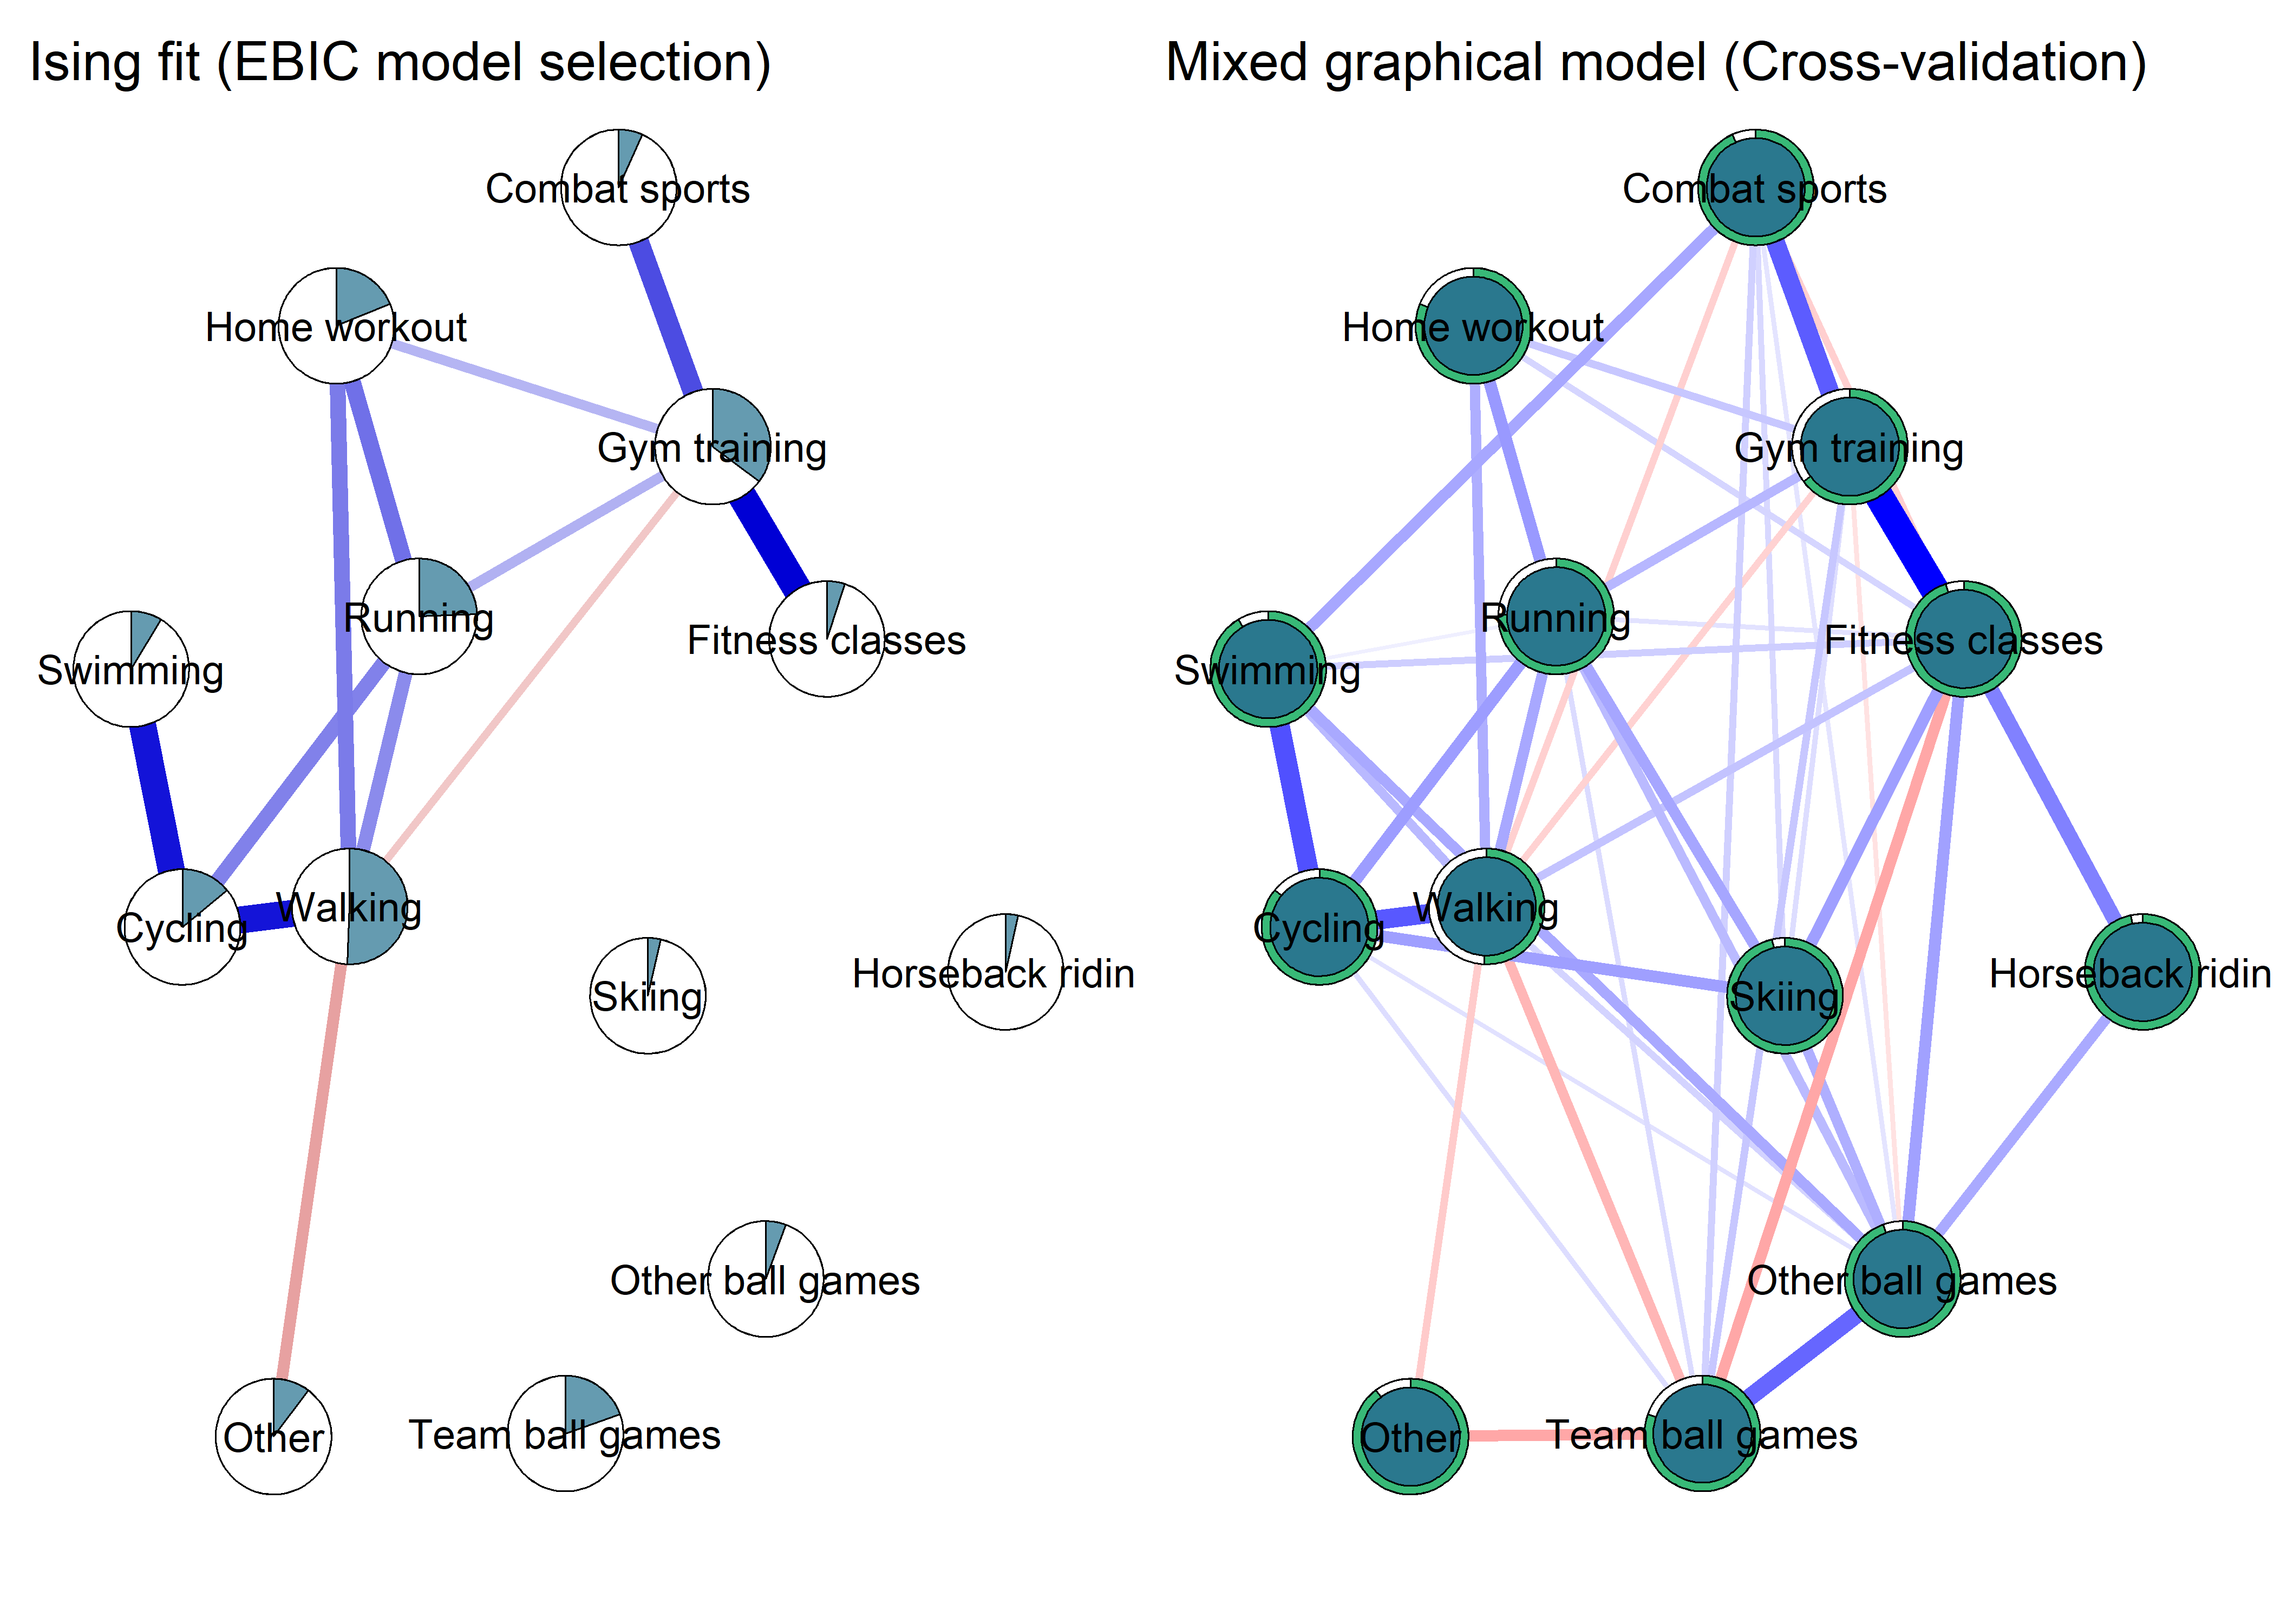 Ising fit (EBIC model selection)
Combat sports
Home workout
Gym training
Running
Fitness classes
Swimming
Cycling
Walking
Skiing
Horseback ridin
Other ball games
Other
Team ball games
Mixed graphical model (Cross-validation)
Combat sports
Home workout
Gym training
Running
Fitness classes
Swimming
Cycling
Walking
Skiing
Horseback ridin
Other ball games
Other
Team ball games